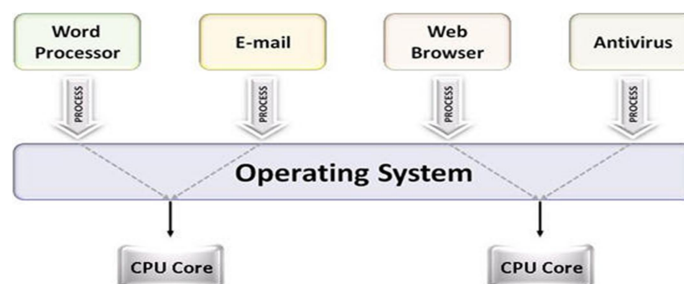 Word
Processor
E-mail
Web
Browser
Antivirus
PROCESS
PROCESS
PROCESS
PROCESS
Operating System
CPU Core
CPU Core